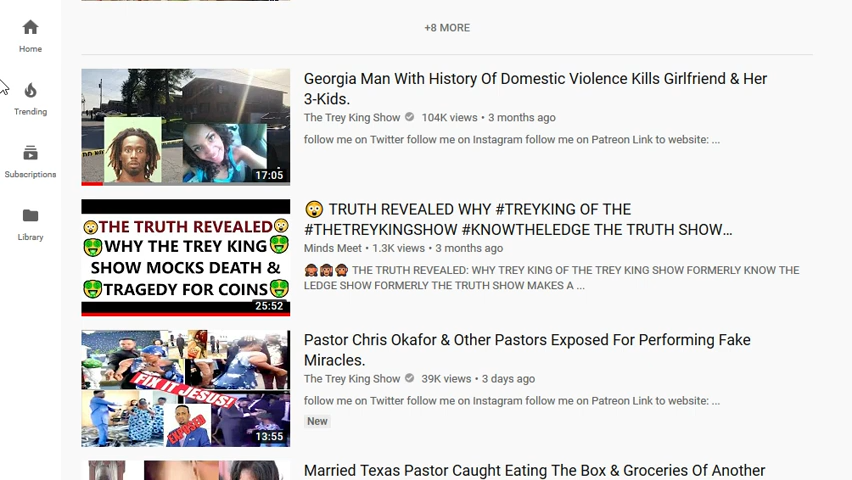 +8 MORE
Home
Trending
Subscriptions
Library
Georgia Man With History Of Domestic Violence Kills Girlfriend & Her
3-Kids.
The Trey King Show 104K views • 3 months ago
follow me on Twitter follow me on Instagram follow me on Patreon Link to website: ...
17:05
😲 TRUTH REVEALED WHY #TREYKING OF THE
#THETREYKINGSHOW #KNOWTHELEDGE THE TRUTH SHOW...
Minds Meet • 1.3K views • 3 months ago
🙈🙉🙊 THE TRUTH REVEALED: WHY TREY KING OF THE TREY KING SHOW FORMERLY KNOW THE
LEDGE SHOW FORMERLY THE TRUTH SHOW MAKES A ...
😲THE TRUTH REVEALED😲
🤑WHY THE TREY KING🤑
SHOW MOCKS DEATH &
🤑TRAGEDY FOR COINS🤑
25:52
Pastor Chris Okafor & Other Pastors Exposed For Performing Fake
Miracles.
The Trey King Show 39K views • 3 days ago
follow me on Twitter follow me on Instagram follow me on Patreon Link to website: ...
New
FIX IT JESUS!
EXPOSED
13:55
Married Texas Pastor Caught Eating The Box & Groceries Of Another